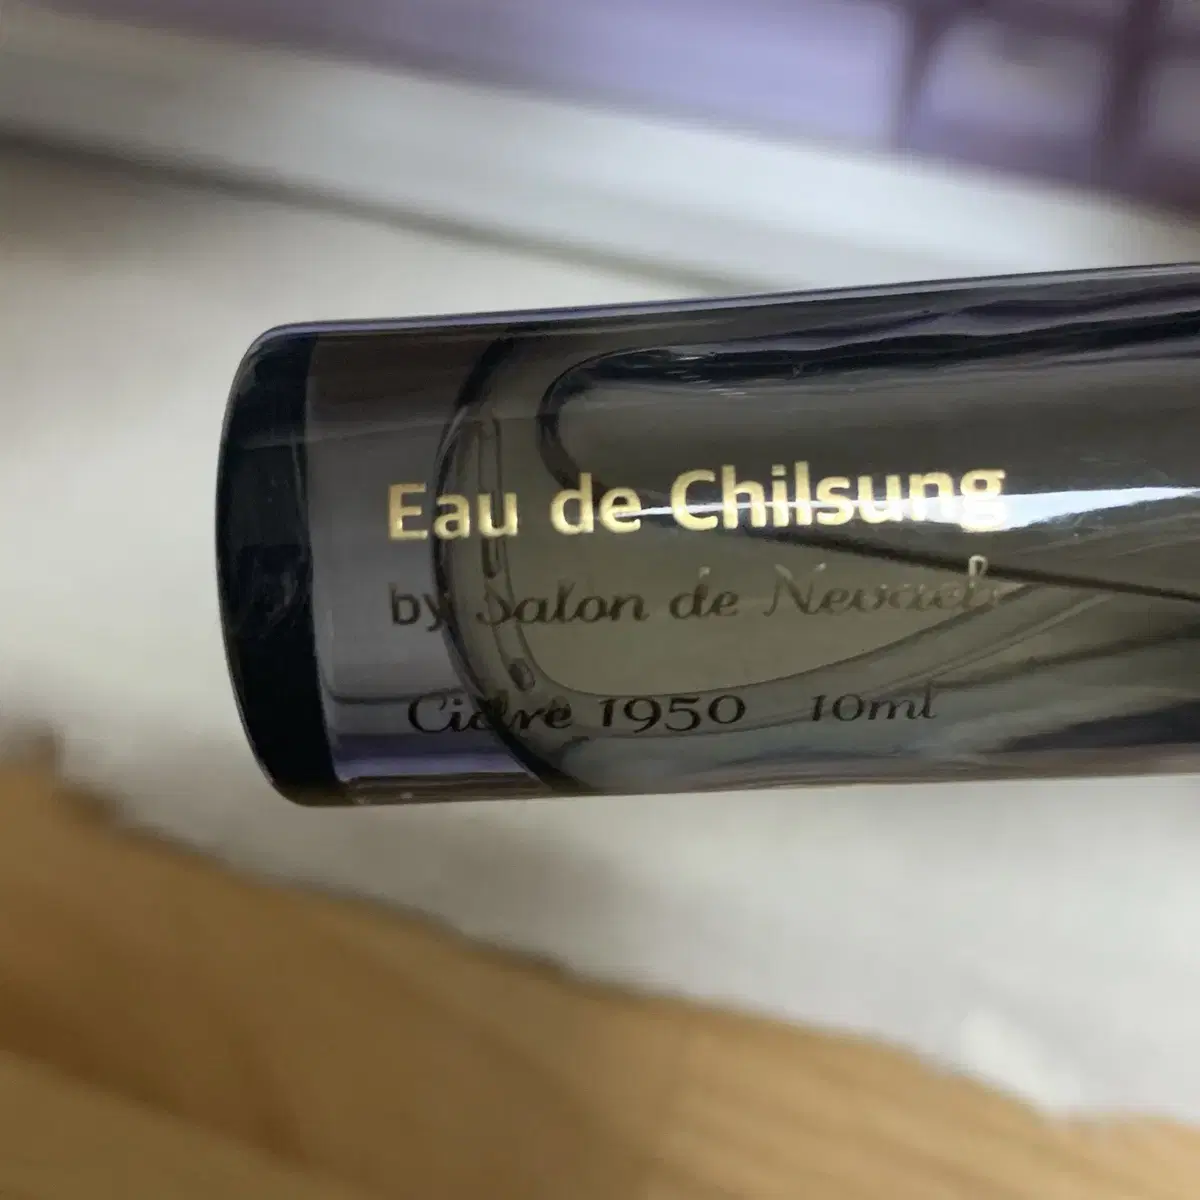 Eau de Chilsung
by Salon de Nevaeh
Cidre 1950 10ml